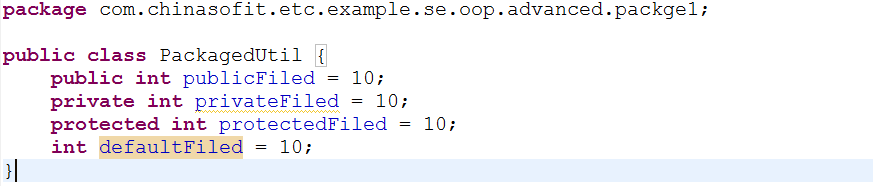 package com.chinasofit.etc.example.se.oop.advanced.packge1;
public class PackagedUtil {
    public int publicFiled = 10;
    private int privateFiled = 10;
    protected int protectedFiled = 10;
    int defaultFiled = 10;
}